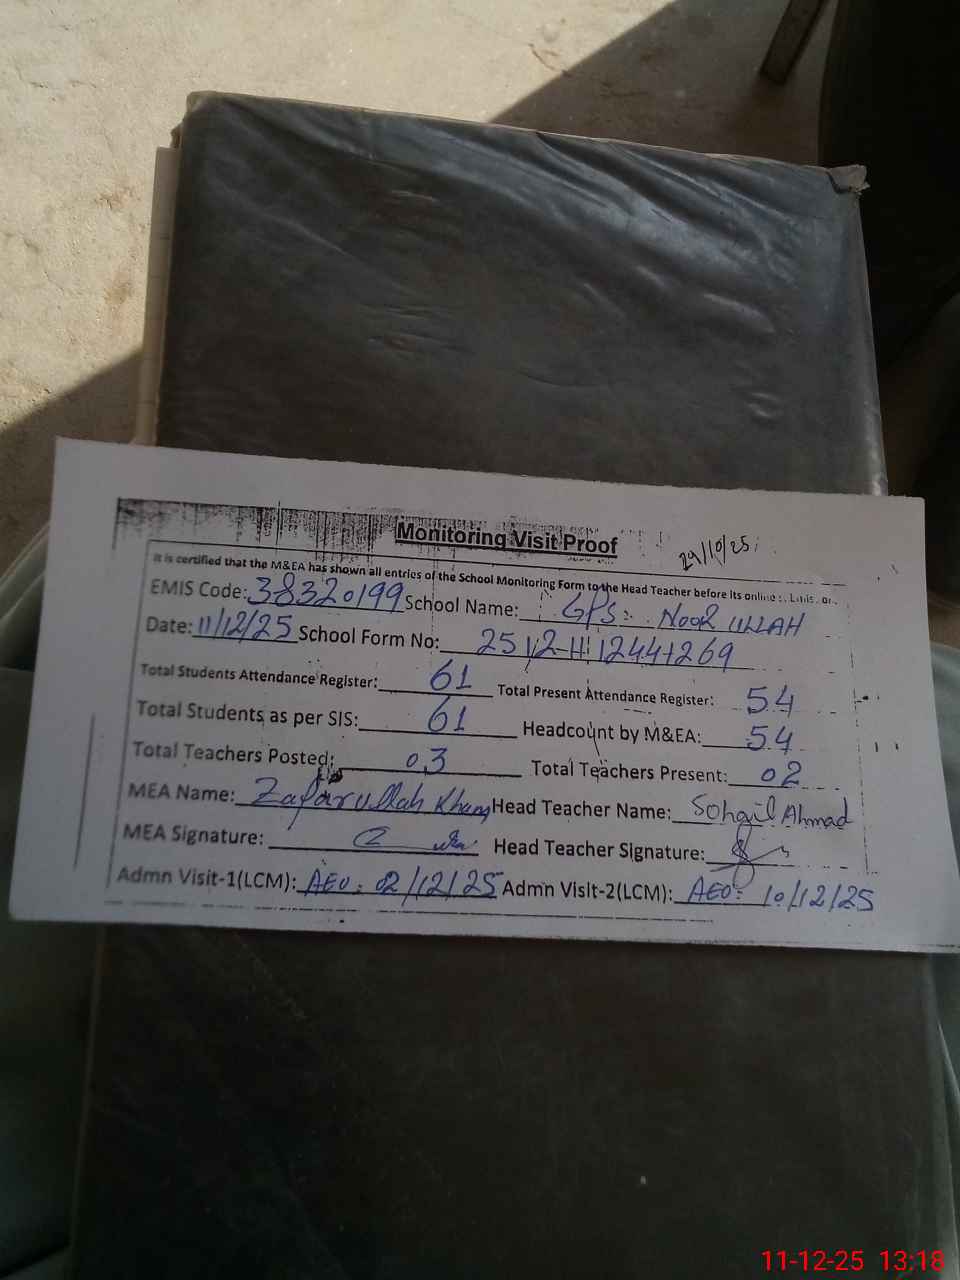 Monitoring Visit Proof
29/10/25
It is certified that the M&EA has shown all entries of the School Monitoring Form to the Head Teacher before its online
EMIS Code: 38320199 School Name: GPS: Noor ullAH
Date: 11/12/25 School Form No: 2512-H-12441269
Total Students Attendance Register: 61 Total Present Attendance Register: 54
Total Students as per SIS: 61 Headcount by M&EA: 54
Total Teachers Posted: 03 Total Teachers Present: 02
MEA Name: Zafarullah Khan Head Teacher Name: Sohail Ahmad
MEA Signature: Head Teacher Signature:
Admn Visit-1(LCM): AEO: 02/12/25 Admn Visit-2(LCM): AEO: 10/12/25
11-12-25 13:18